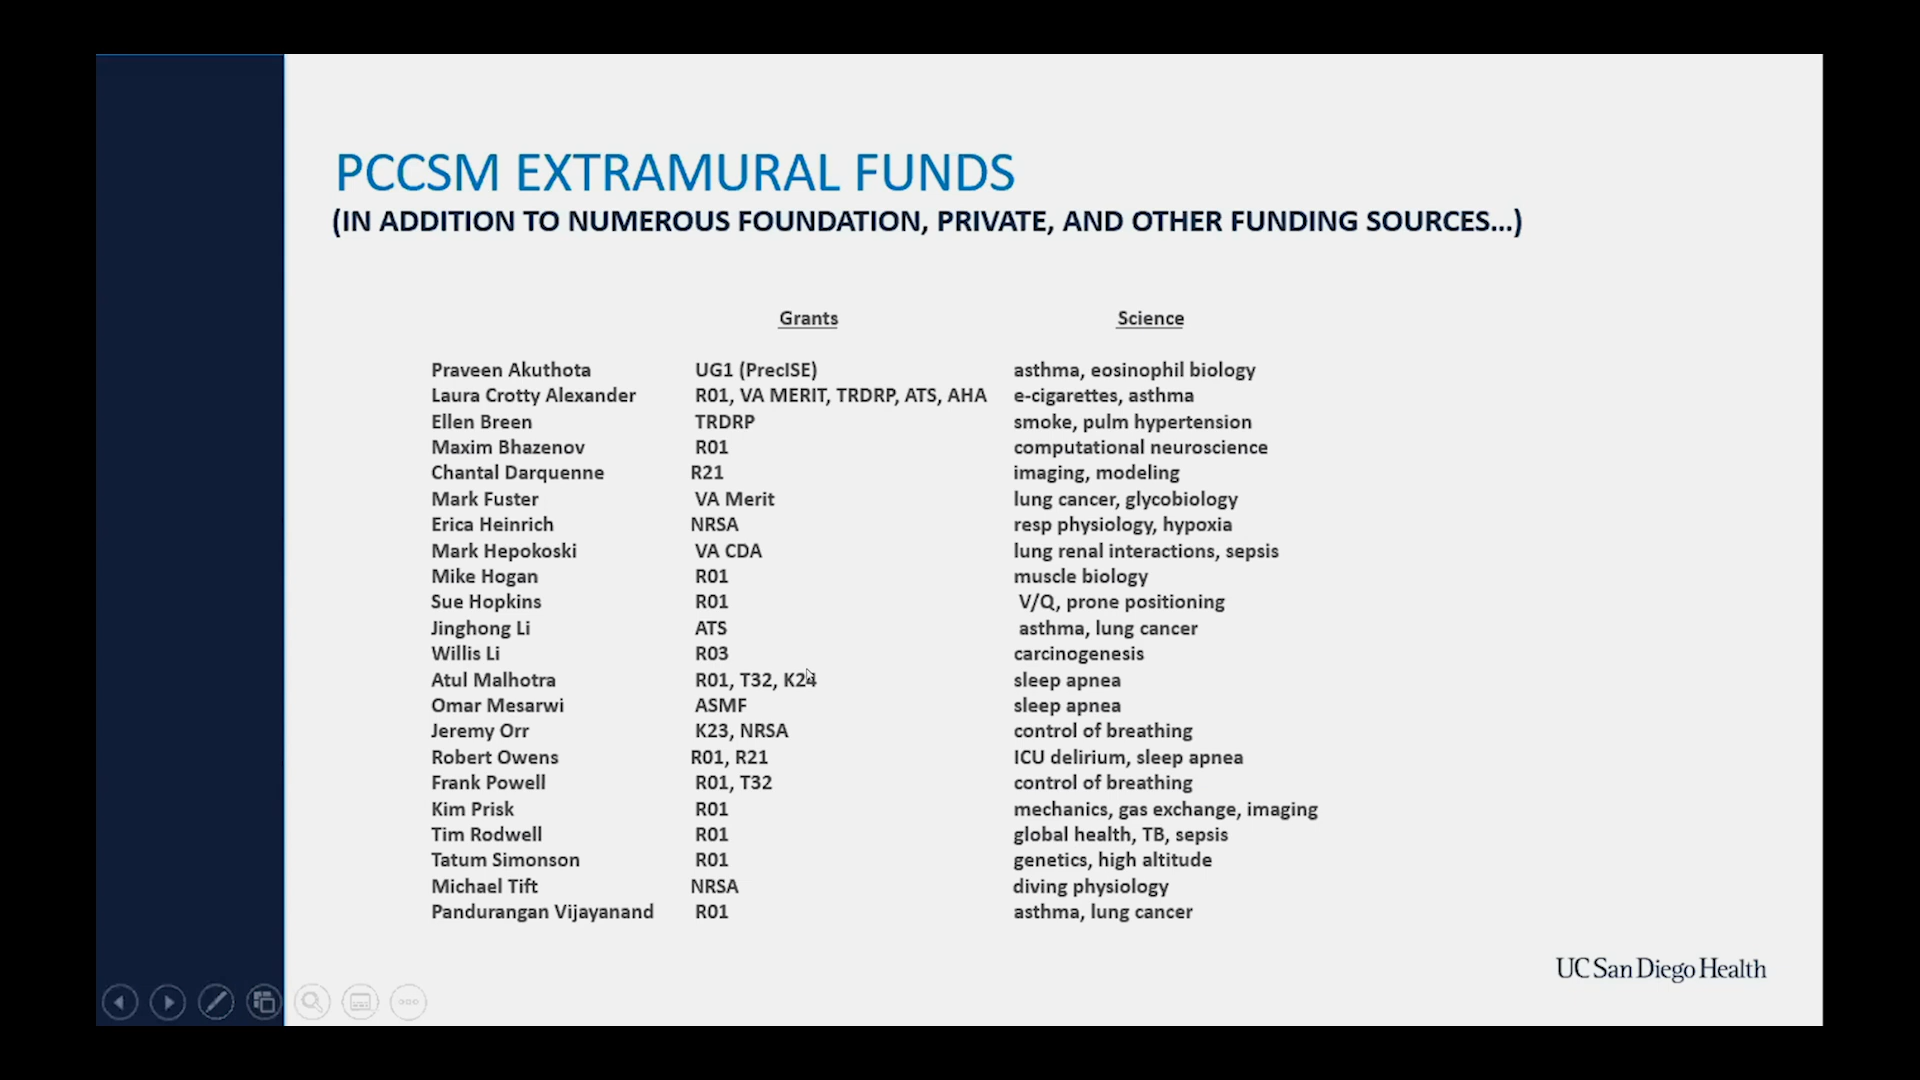 PCCSM EXTRAMURAL FUNDS
(IN ADDITION TO NUMEROUS FOUNDATION, PRIVATE, AND OTHER FUNDING SOURCES...)
Grants Science
Praveen Akuthota UG1 (PrecISE) asthma, eosinophil biology
Laura Crotty Alexander R01, VA MERIT, TRDRP, ATS, AHA e-cigarettes, asthma
Ellen Breen TRDRP smoke, pulm hypertension
Maxim Bhazenov R01 computational neuroscience
Chantal Darquenne R21 imaging, modeling
Mark Fuster VA Merit lung cancer, glycobiology
Erica Heinrich NRSA resp physiology, hypoxia
Mark Hepokoski VA CDA lung renal interactions, sepsis
Mike Hogan R01 muscle biology
Sue Hopkins R01 V/Q, prone positioning
Jinghong Li ATS asthma, lung cancer
Willis Li R03 carcinogenesis
Atul Malhotra R01, T32, K24 sleep apnea
Omar Mesarwi ASMF sleep apnea
Jeremy Orr K23, NRSA control of breathing
Robert Owens R01, R21 ICU delirium, sleep apnea
Frank Powell R01, T32 control of breathing
Kim Prisk R01 mechanics, gas exchange, imaging
Tim Rodwell R01 global health, TB, sepsis
Tatum Simonson R01 genetics, high altitude
Michael Tift NRSA diving physiology
Pandurangan Vijayanand R01 asthma, lung cancer
UC San Diego Health